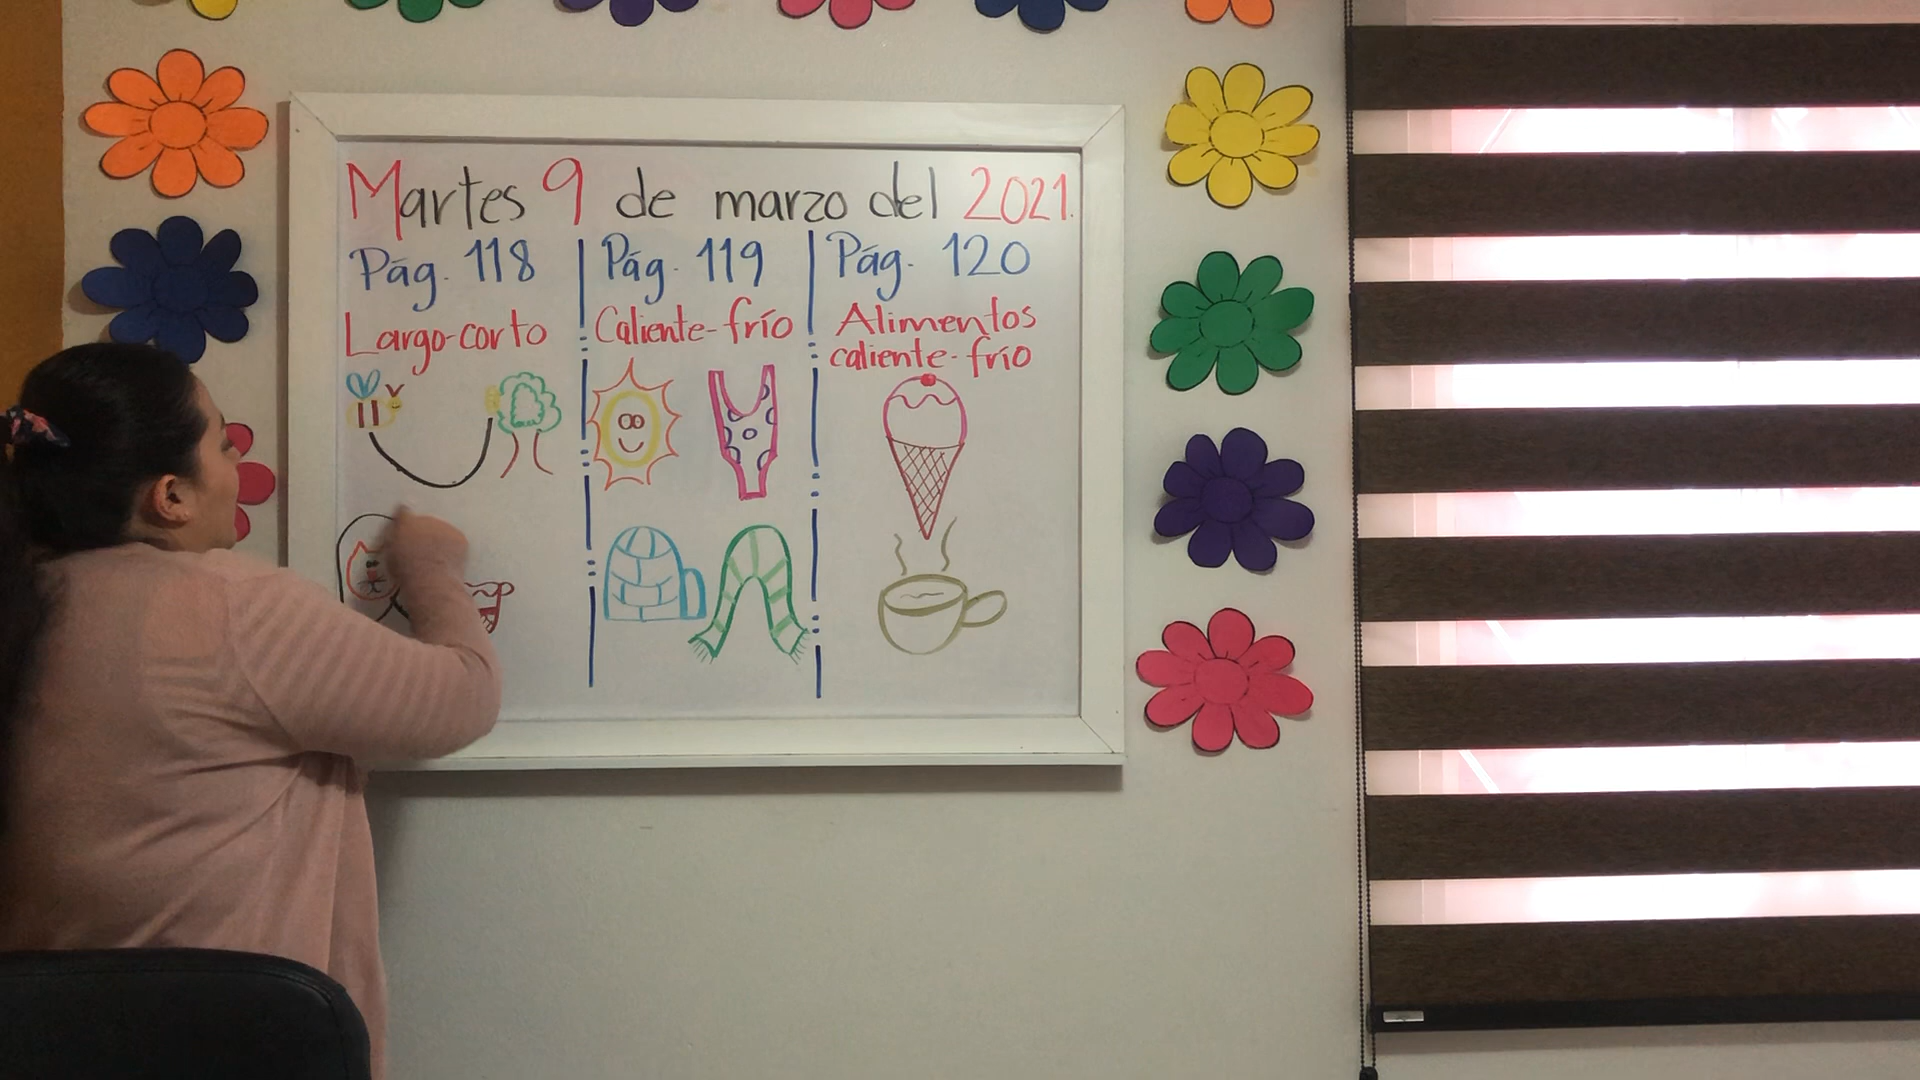 Martes 9 de marzo del 2021.
Pág. 118
Largo-corto
Pág. 119
Caliente-frío
Pág. 120
Alimentos
caliente-frío